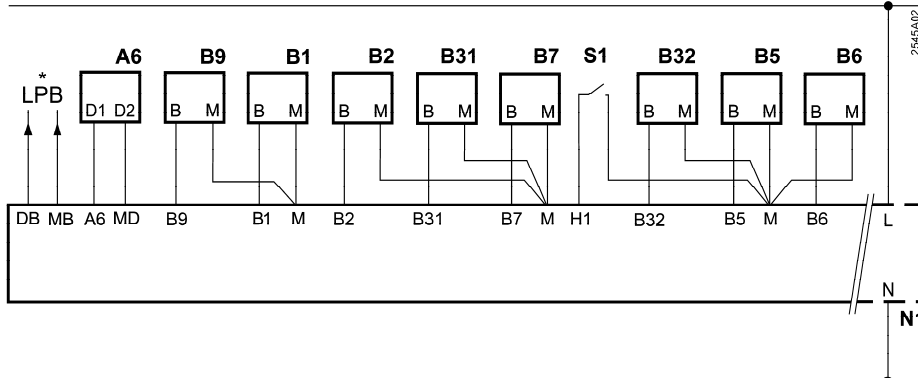 2545A02
A6 B9 B1 B2 B31 B7 S1 B32 B5 B6
*
LPB
D1 D2 B M B M B M B M B M B M B M B M
DB MB A6 MD B9 B1 M B2 B31 B7 M H1 B32 B5 M B6 L
N
N1